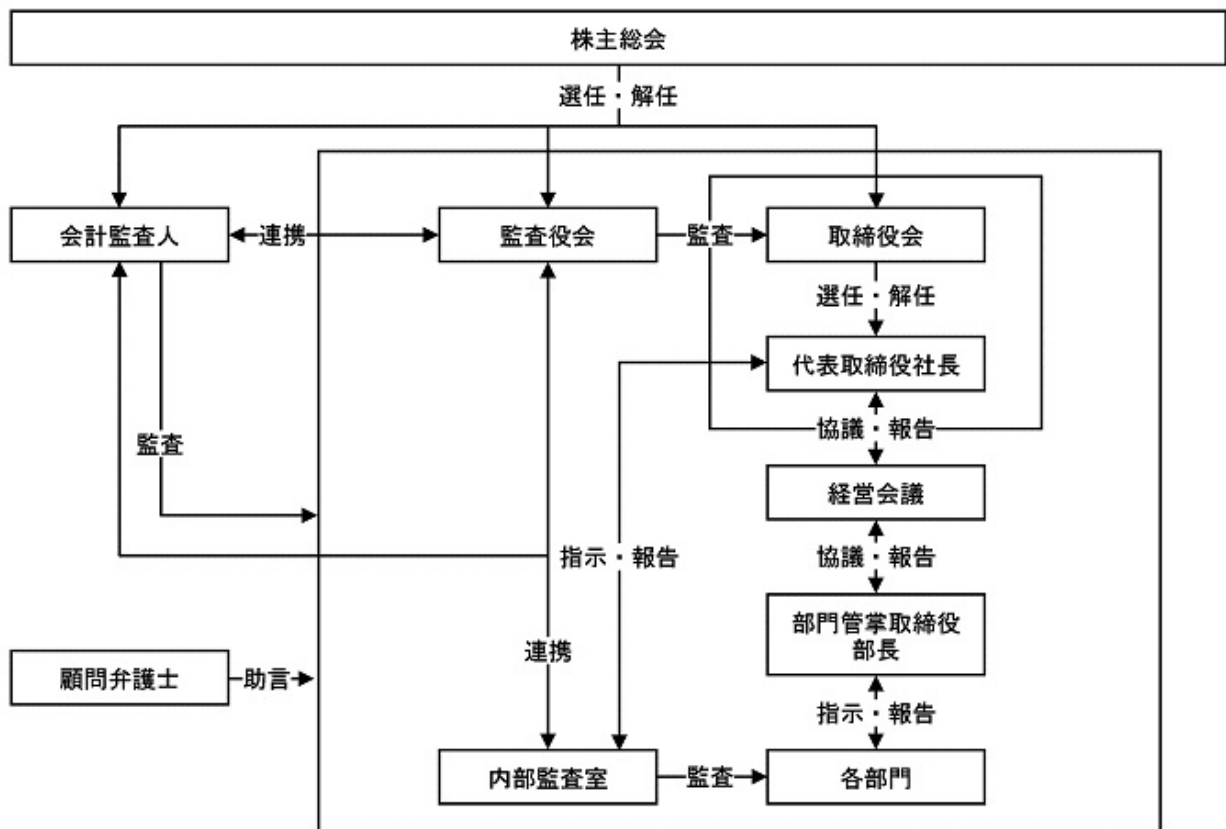 株主総会
選任・解任
会計監査人
連携
監査役会
監査
取締役会
選任・解任
代表取締役社長
協議・報告
監査
経営会議
指示・報告
協議・報告
部門管掌取締役
部長
連携
顧問弁護士
助言
指示・報告
内部監査室
監査
各部門